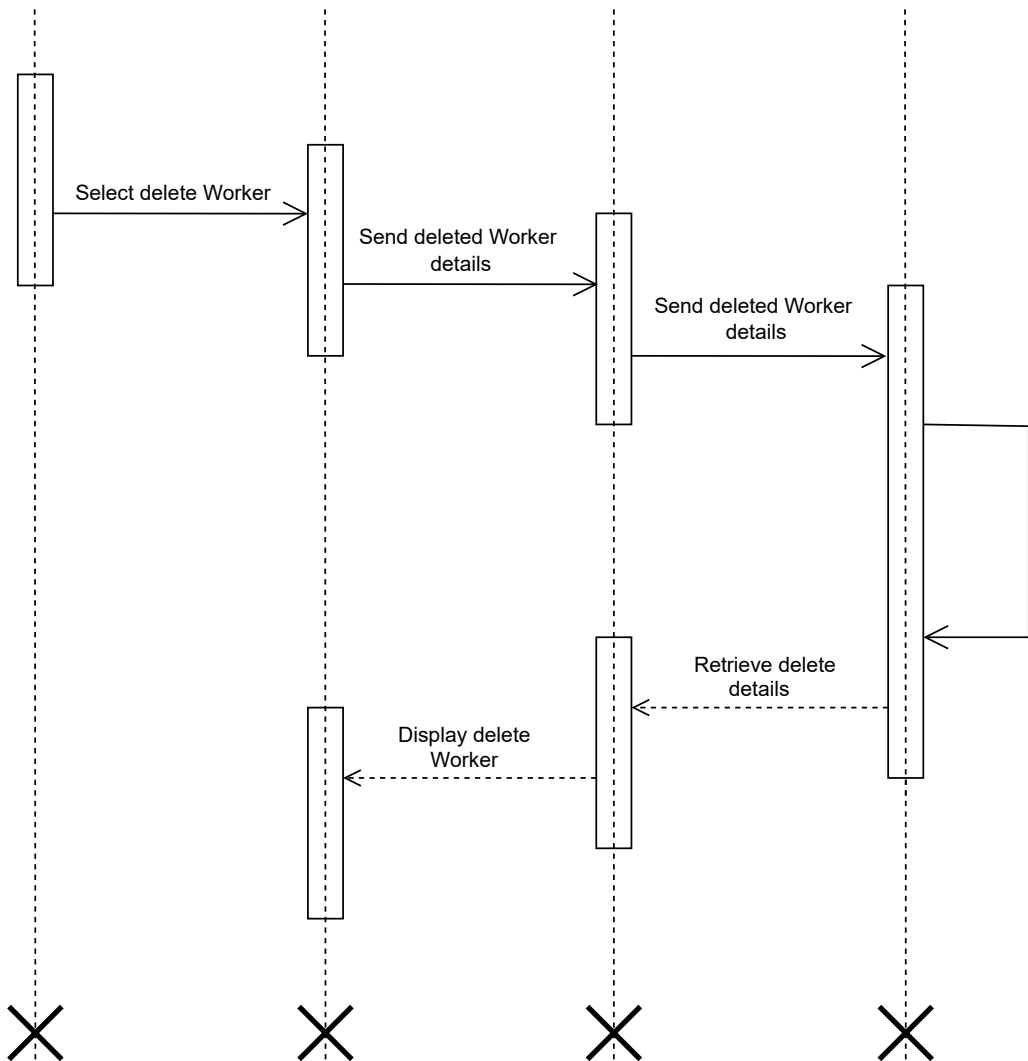 Select delete Worker
Send deleted Worker
details
Send deleted Worker
details
Retrieve delete
details
Display delete
Worker